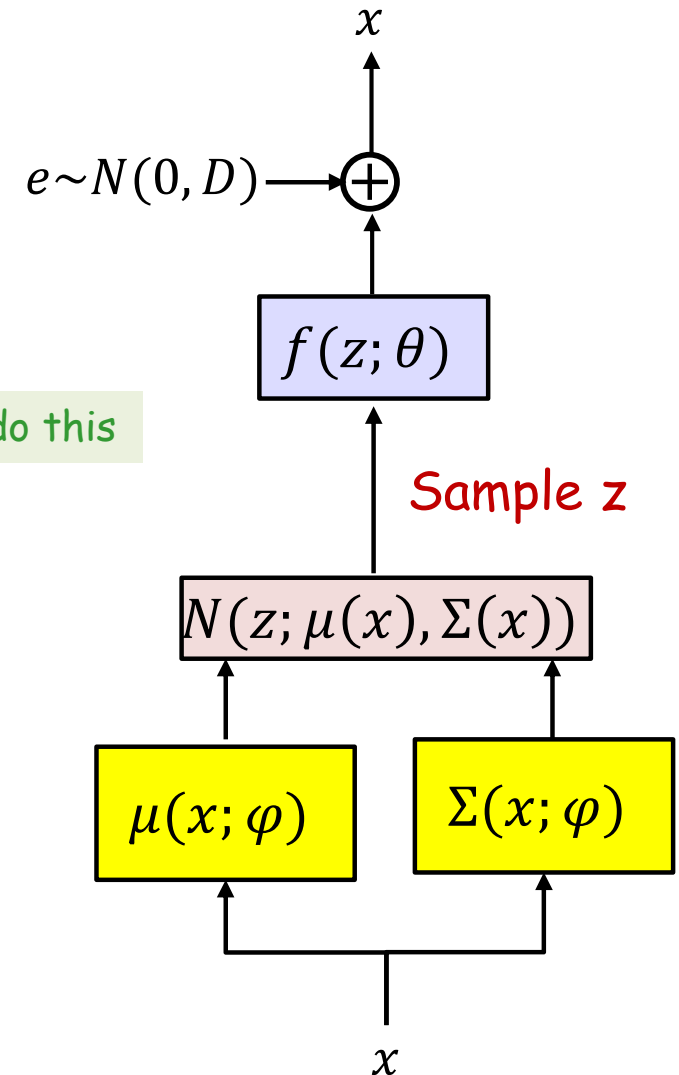 x
e~N(0, D)
+
f(z; θ)
do this
Sample z
N(z; μ(x), Σ(x))
μ(x; φ)
Σ(x; φ)
x